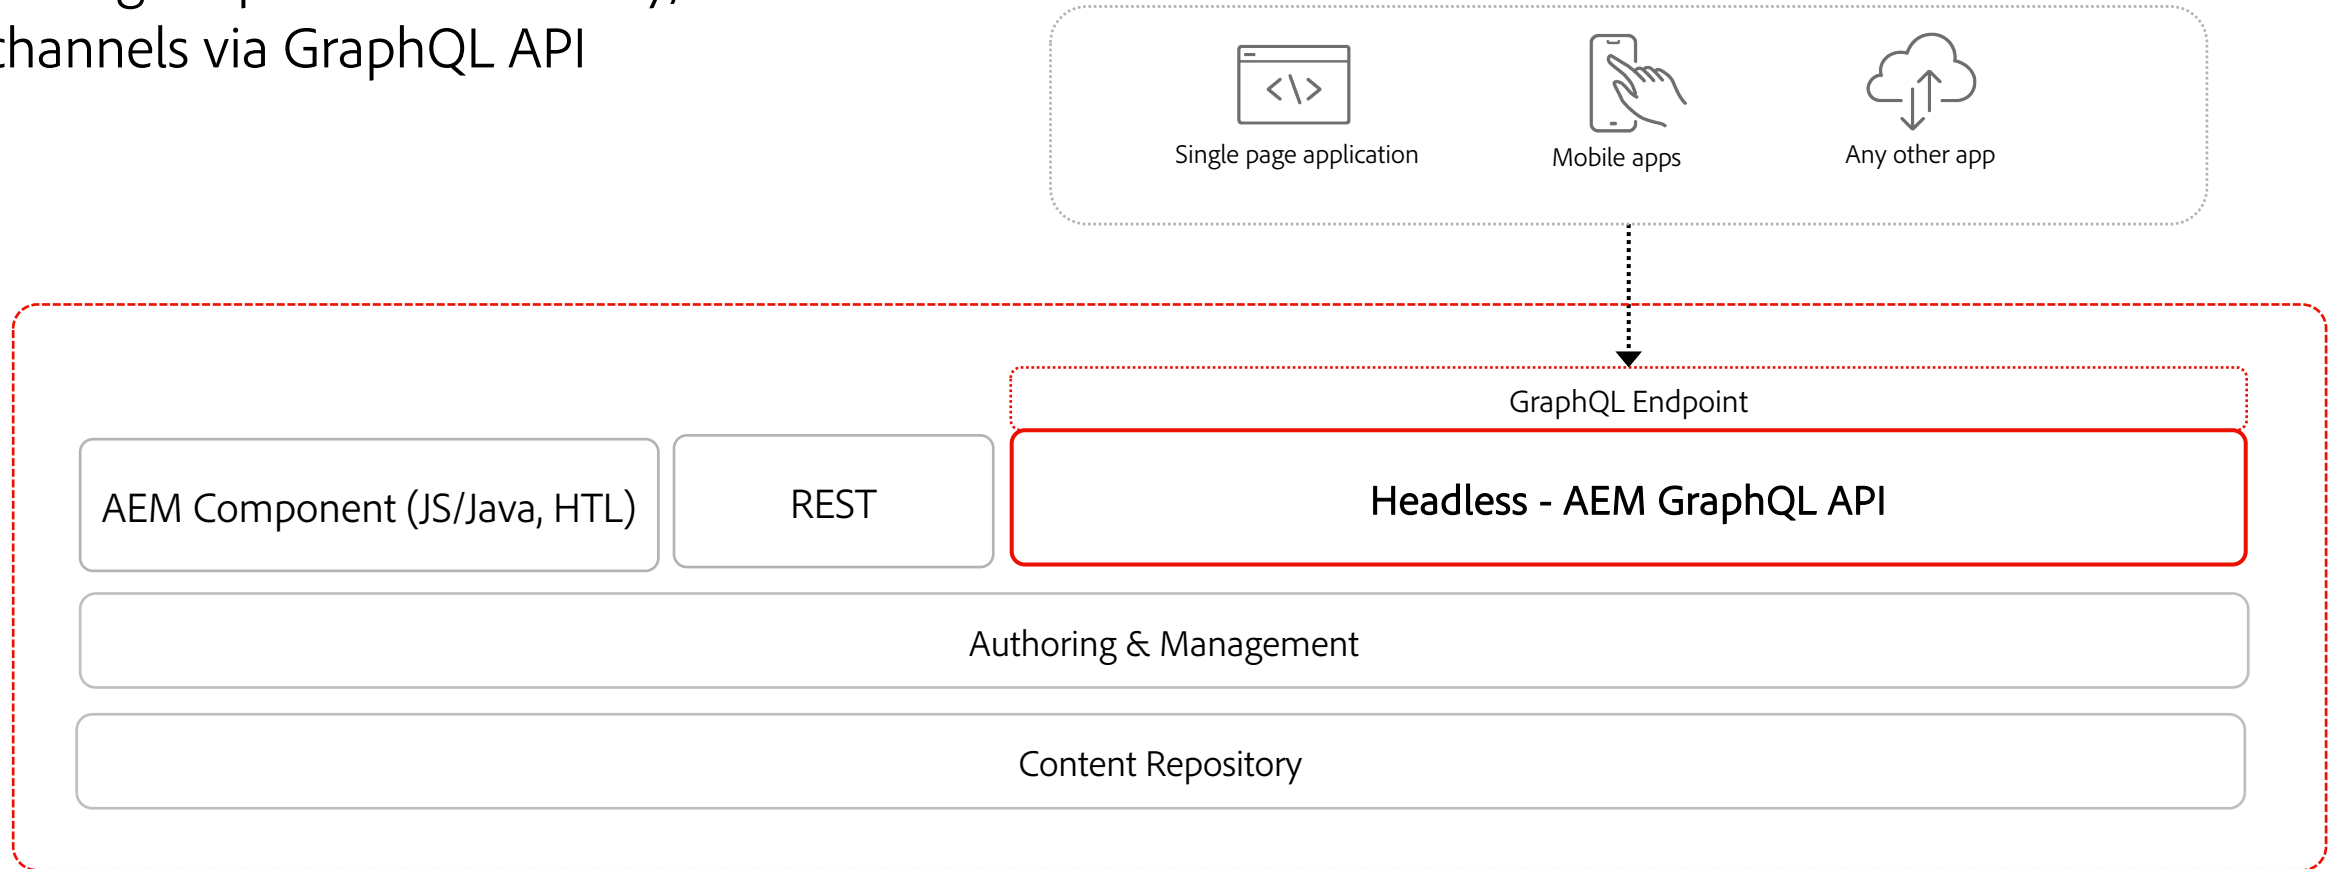 channels via GraphQL API
</\>
Single page application
Mobile apps
Any other app
GraphQL Endpoint
AEM Component (JS/Java, HTL)
REST
Headless - AEM GraphQL API
Authoring & Management
Content Repository